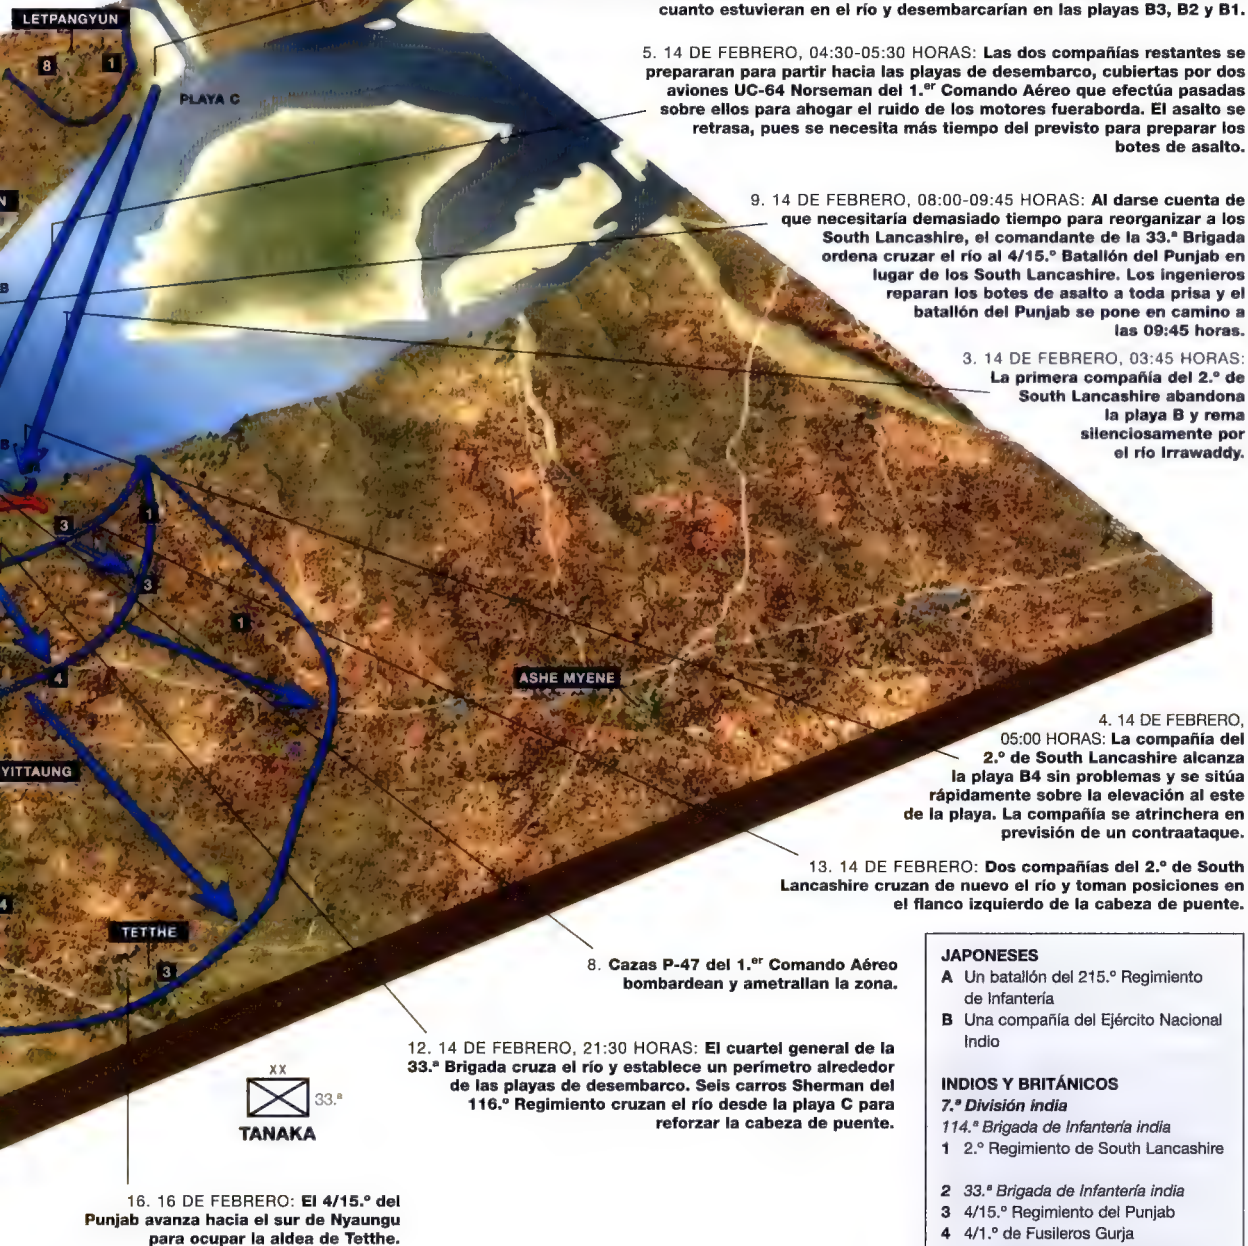 LETPANGYUN
8
1
PLAYA C
N
B
B
3
1
3
1
4
ASHE MYENE
YITTAUNG
4
TETTHE
3
cuanto estuvieran en el río y desembarcarían en las playas B3, B2 y B1.
5. 14 DE FEBRERO, 04:30-05:30 HORAS: Las dos compañías restantes se
prepararan para partir hacia las playas de desembarco, cubiertas por dos
aviones UC-64 Norseman del 1.er Comando Aéreo que efectúa pasadas
sobre ellos para ahogar el ruido de los motores fueraborda. El asalto se
retrasa, pues se necesita más tiempo del previsto para preparar los
botes de asalto.
9. 14 DE FEBRERO, 08:00-09:45 HORAS: Al darse cuenta de
que necesitaría demasiado tiempo para reorganizar a los
South Lancashire, el comandante de la 33.ª Brigada
ordena cruzar el río al 4/15.º Batallón del Punjab en
lugar de los South Lancashire. Los ingenieros
reparan los botes de asalto a toda prisa y el
batallón del Punjab se pone en camino a
las 09:45 horas.
3. 14 DE FEBRERO, 03:45 HORAS:
La primera compañía del 2.º de
South Lancashire abandona
la playa B y rema
silenciosamente por
el río Irrawaddy.
4. 14 DE FEBRERO,
05:00 HORAS: La compañía del
2.º de South Lancashire alcanza
la playa B4 sin problemas y se sitúa
rápidamente sobre la elevación al este
de la playa. La compañía se atrinchera en
previsión de un contraataque.
13. 14 DE FEBRERO: Dos compañías del 2.º de South
Lancashire cruzan de nuevo el río y toman posiciones en
el flanco izquierdo de la cabeza de puente.
8. Cazas P-47 del 1.er Comando Aéreo
bombardean y ametrallan la zona.
12. 14 DE FEBRERO, 21:30 HORAS: El cuartel general de la
33.ª Brigada cruza el río y establece un perímetro alrededor
de las playas de desembarco. Seis carros Sherman del
116.º Regimiento cruzan el río desde la playa C para
reforzar la cabeza de puente.
XX
33.ª
TANAKA
16. 16 DE FEBRERO: El 4/15.º del
Punjab avanza hacia el sur de Nyaungu
para ocupar la aldea de Tetthe.
JAPONESES
A Un batallón del 215.º Regimiento
de Infantería
B Una compañía del Ejército Nacional
Indio
INDIOS Y BRITÁNICOS
7.ª División india
114.ª Brigada de Infantería india
1 2.º Regimiento de South Lancashire
2 33.ª Brigada de Infantería india
3 4/15.º Regimiento del Punjab
4 4/1.º de Fusileros Gurja